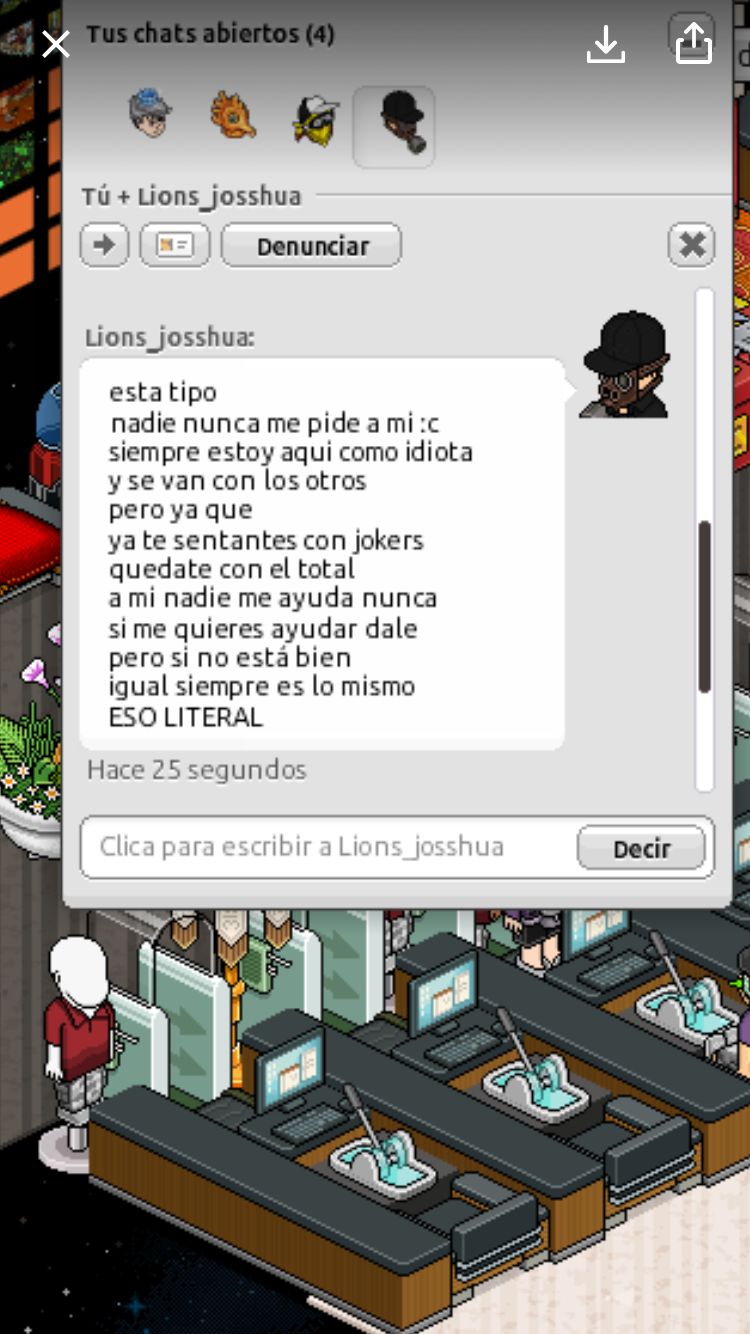 Tus chats abiertos (4)
Tú + Lions_josshua
Denunciar
Lions_josshua:
esta tipo
nadie nunca me pide a mi :c
siempre estoy aqui como idiota
y se van con los otros
pero ya que
ya te sentantes con jokers
quedate con el total
a mi nadie me ayuda nunca
si me quieres ayudar dale
pero si no está bien
igual siempre es lo mismo
ESO LITERAL
Hace 25 segundos
Clica para escribir a Lions_josshua
Decir